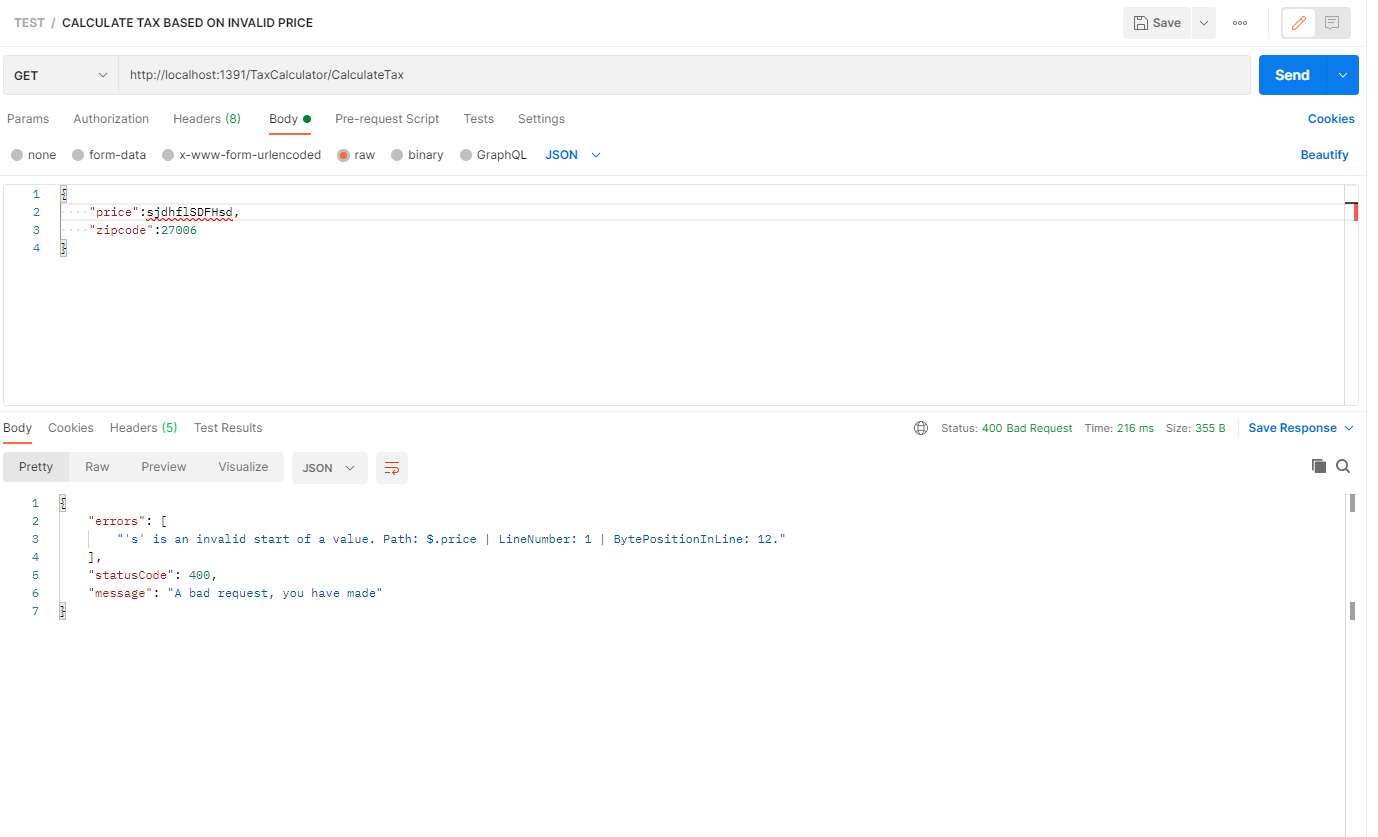 TEST / CALCULATE TAX BASED ON INVALID PRICE
Save
GET http://localhost:1391/TaxCalculator/CalculateTax Send
Params Authorization Headers (8) Body Pre-request Script Tests Settings Cookies
none form-data x-www-form-urlencoded raw binary GraphQL JSON Beautify
1 {
2 ····"price":sjdhflSDFHsd,
3 ····"zipcode":27006
4 }
Body Cookies Headers (5) Test Results Status: 400 Bad Request Time: 216 ms Size: 355 B Save Response
Pretty Raw Preview Visualize JSON
1 {
2 "errors": [
3 "'s' is an invalid start of a value. Path: $.price | LineNumber: 1 | BytePositionInLine: 12."
4 ],
5 "statusCode": 400,
6 "message": "A bad request, you have made"
7 }